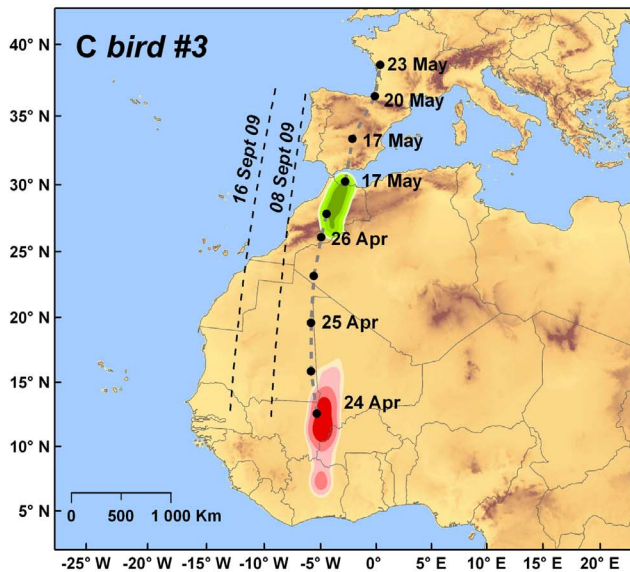 C bird #3
40° N
35° N
30° N
25° N
20° N
15° N
10° N
5° N
23 May
20 May
17 May
17 May
26 Apr
25 Apr
24 Apr
16 Sept 09
08 Sept 09
0 500 1 000 Km
-25° W -20° W -15° W -10° W -5° W 0° 5° E 10° E 15° E 20° E